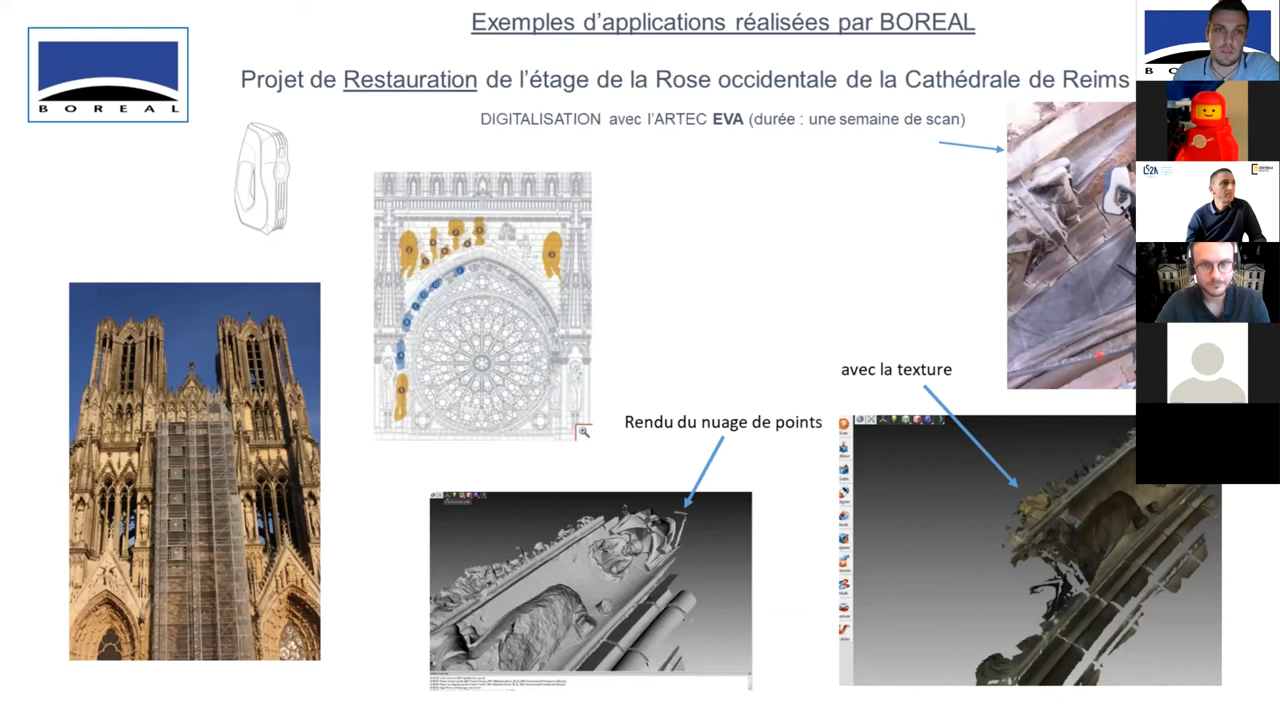 Exemples d’applications réalisées par BOREAL
BOREAL
Projet de Restauration de l’étage de la Rose occidentale de la Cathédrale de Reims
DIGITALISATION avec l’ARTEC EVA (durée : une semaine de scan)
avec la texture
Rendu du nuage de points